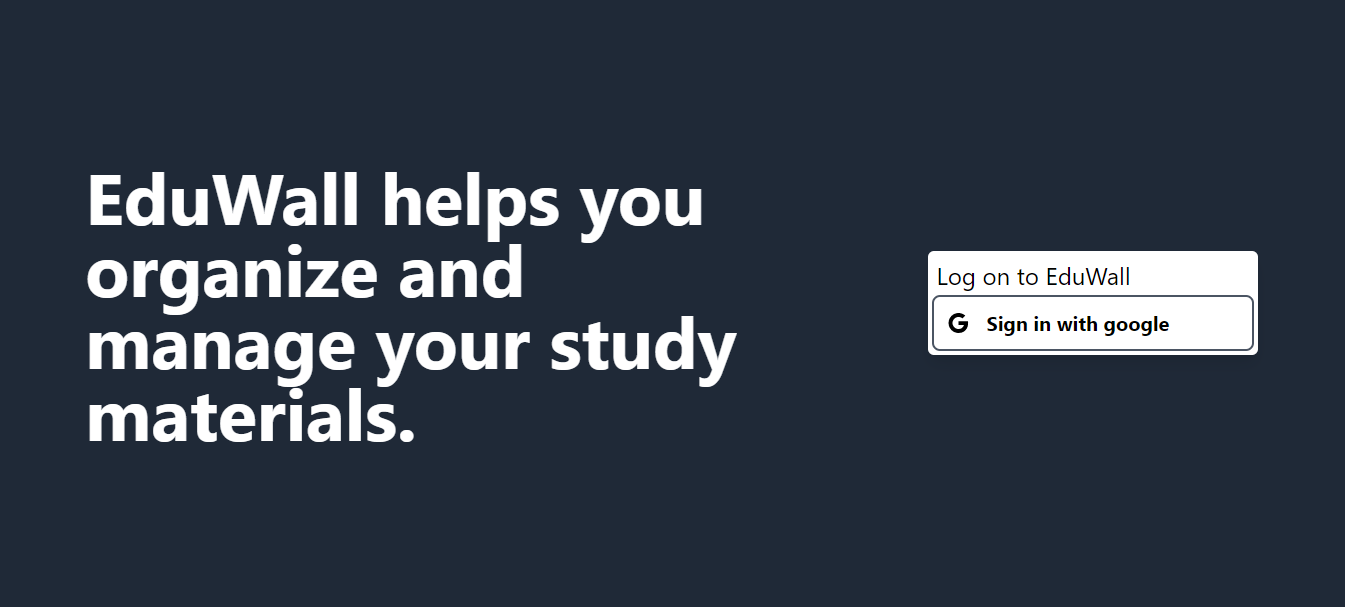 EduWall helps you
organize and
manage your study
materials.
Log on to EduWall
Sign in with google